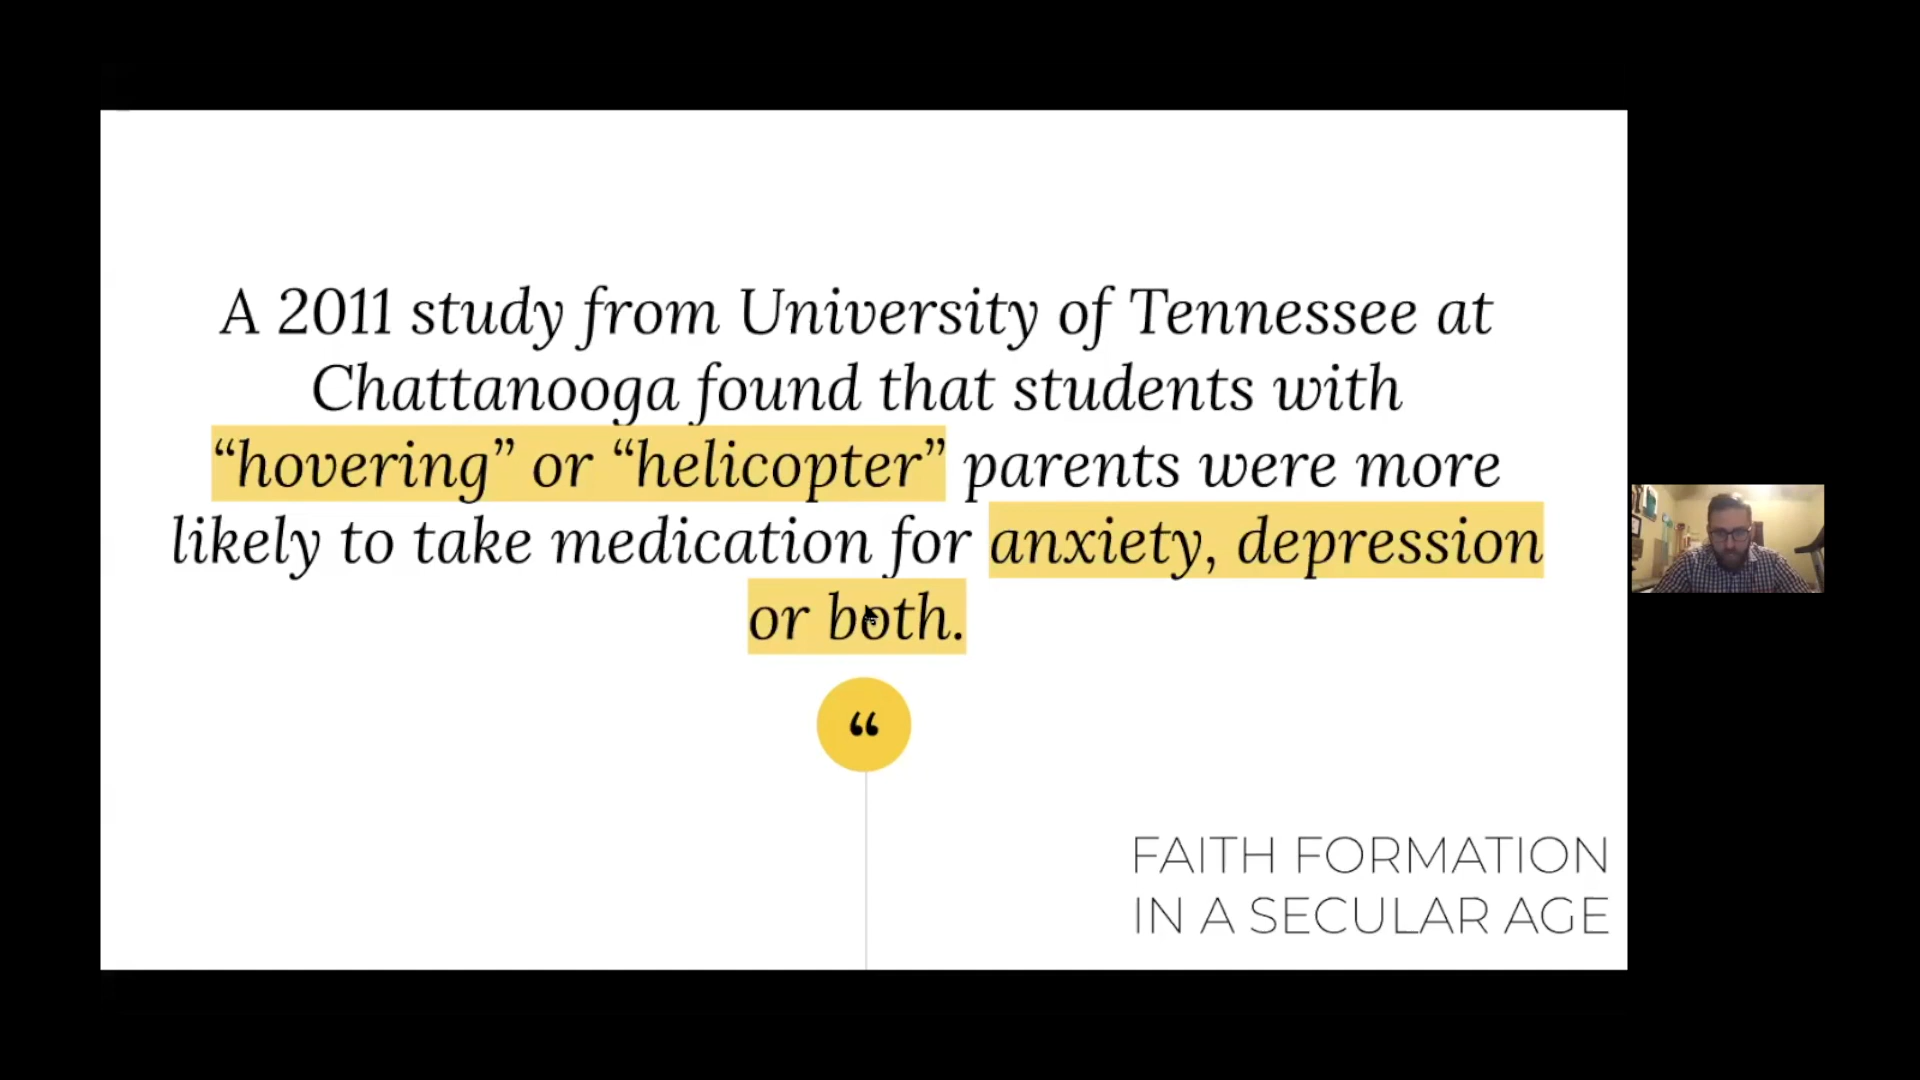 A 2011 study from University of Tennessee at
Chattanooga found that students with
“hovering” or “helicopter” parents were more
likely to take medication for anxiety, depression
or both.
“
FAITH FORMATION
IN A SECULAR AGE